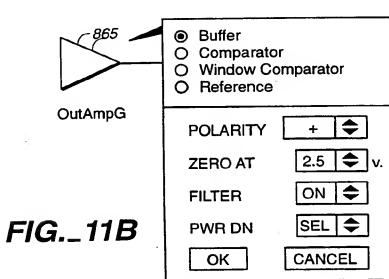 865
Buffer
Comparator
Window Comparator
Reference
OutAmpG
POLARITY +
ZERO AT 2.5 v.
FILTER ON
PWR DN SEL
OK CANCEL
FIG._11B